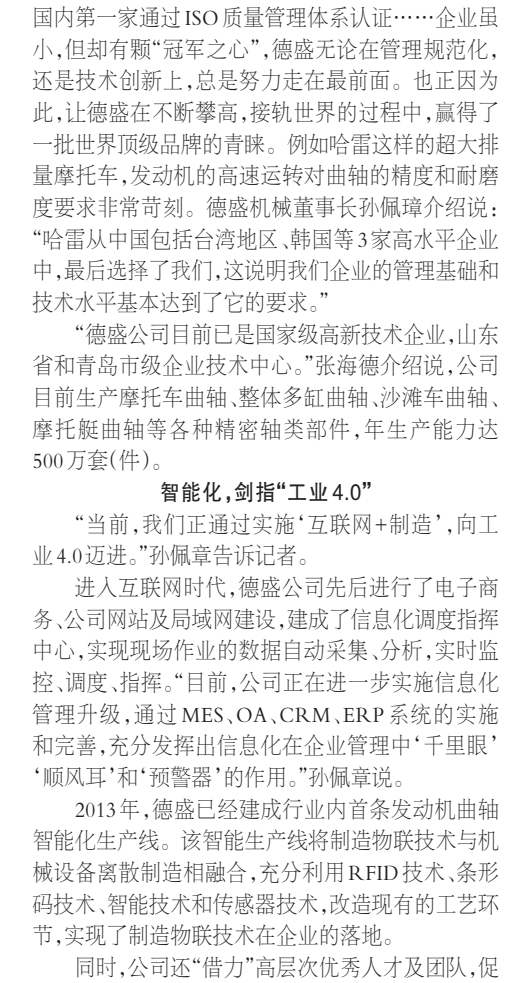 国内第一家通过ISO质量管理体系认证……企业虽
小,但却有颗“冠军之心”,德盛无论在管理规范化,
还是技术创新上,总是努力走在最前面。也正因为
此,让德盛在不断攀高,接轨世界的过程中,赢得了
一批世界顶级品牌的青睐。例如哈雷这样的超大排
量摩托车,发动机的高速运转对曲轴的精度和耐磨
度要求非常苛刻。德盛机械董事长孙佩璋介绍说:
“哈雷从中国包括台湾地区、韩国等3家高水平企业
中,最后选择了我们,这说明我们企业的管理基础和
技术水平基本达到了它的要求。”
“德盛公司目前已是国家级高新技术企业,山东
省和青岛市级企业技术中心。”张海德介绍说,公司
目前生产摩托车曲轴、整体多缸曲轴、沙滩车曲轴、
摩托艇曲轴等各种精密轴类部件,年生产能力达
500万套(件)。
智能化,剑指“工业4.0”
“当前,我们正通过实施‘互联网+制造’,向工
业4.0迈进。”孙佩章告诉记者。
进入互联网时代,德盛公司先后进行了电子商
务、公司网站及局域网建设,建成了信息化调度指挥
中心,实现现场作业的数据自动采集、分析,实时监
控、调度、指挥。“目前,公司正在进一步实施信息化
管理升级,通过MES、OA、CRM、ERP系统的实施
和完善,充分发挥出信息化在企业管理中‘千里眼’
‘顺风耳’和‘预警器’的作用。”孙佩章说。
2013年,德盛已经建成行业内首条发动机曲轴
智能化生产线。该智能生产线将制造物联技术与机
械设备离散制造相融合,充分利用RFID技术、条形
码技术、智能技术和传感器技术,改造现有的工艺环
节,实现了制造物联技术在企业的落地。
同时,公司还“借力”高层次优秀人才及团队,促